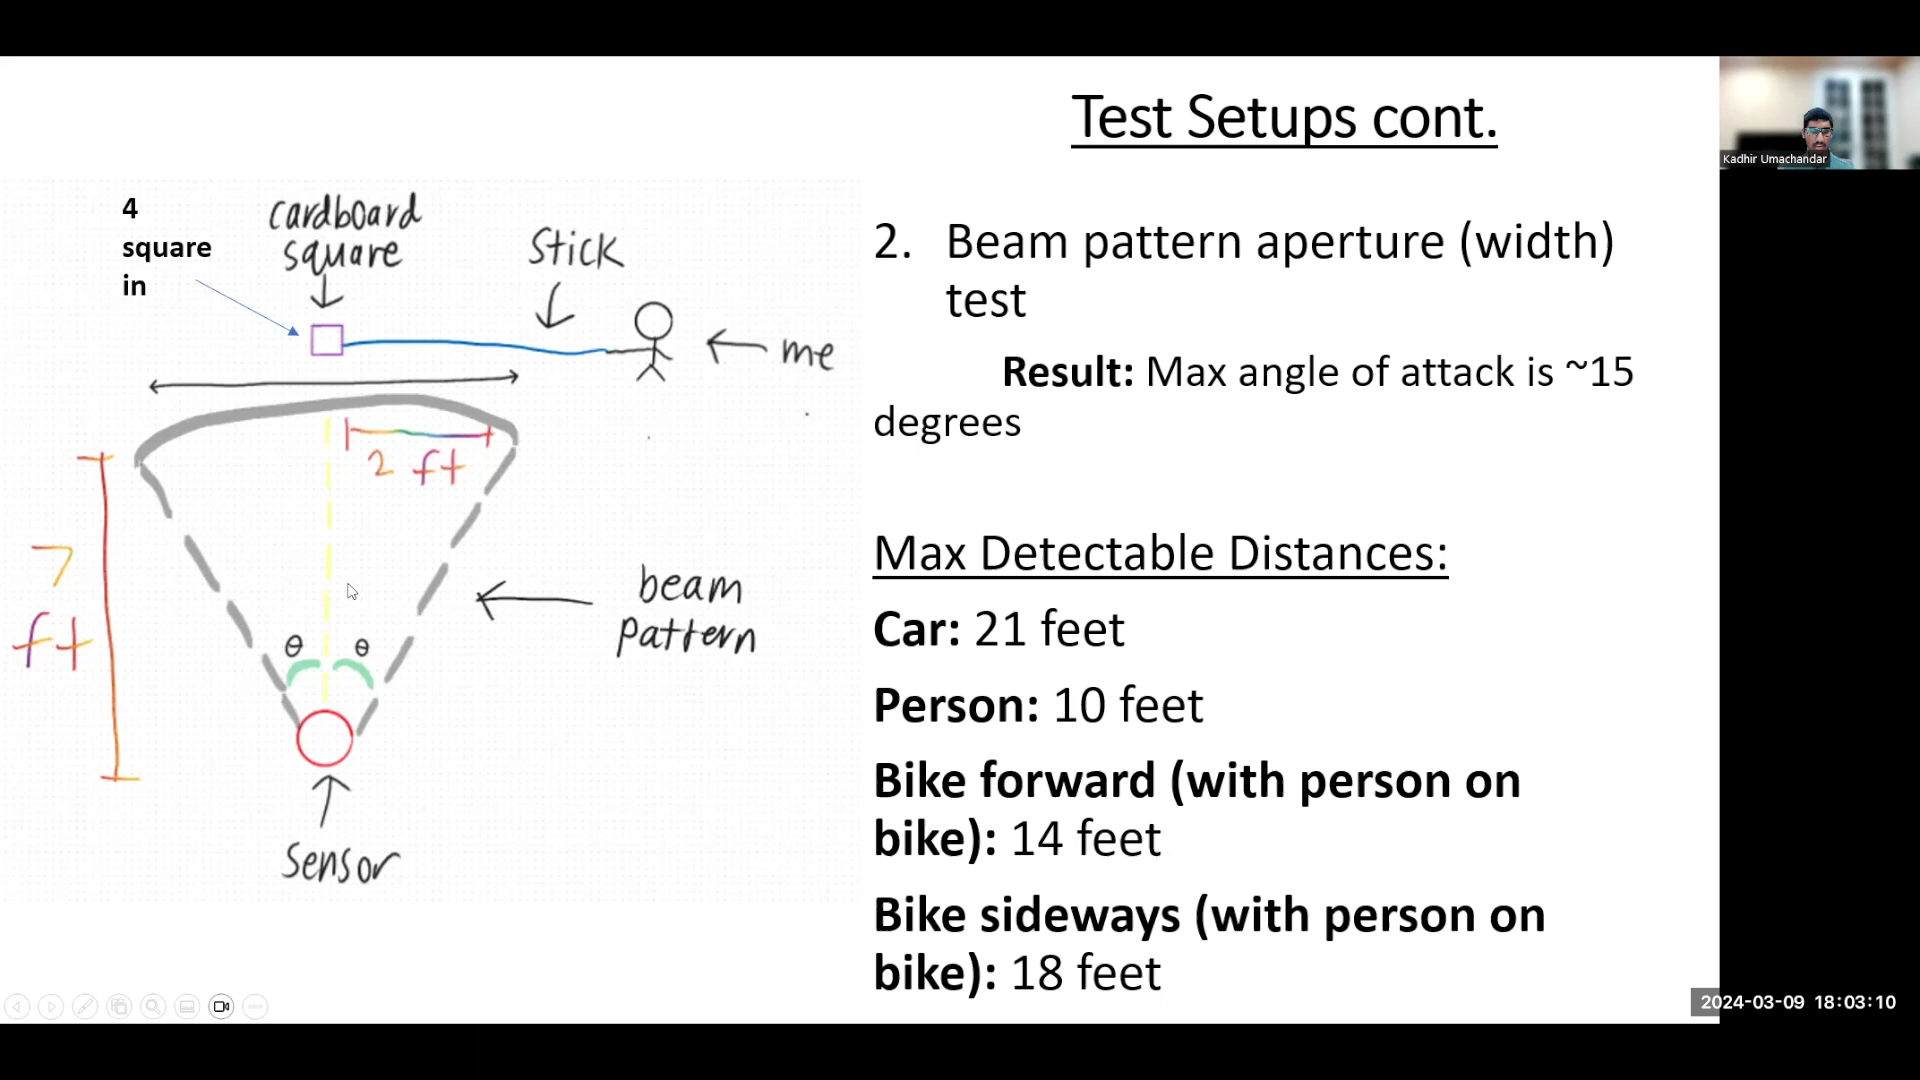 Test Setups cont.
Kadhir Umachandar
4
square
in
cardboard
square
stick
me
2 ft
7
ft
θ θ
beam
pattern
sensor
2. Beam pattern aperture (width)
test
Result: Max angle of attack is ~15
degrees
Max Detectable Distances:
Car: 21 feet
Person: 10 feet
Bike forward (with person on
bike): 14 feet
Bike sideways (with person on
bike): 18 feet
2024-03-09 18:03:10